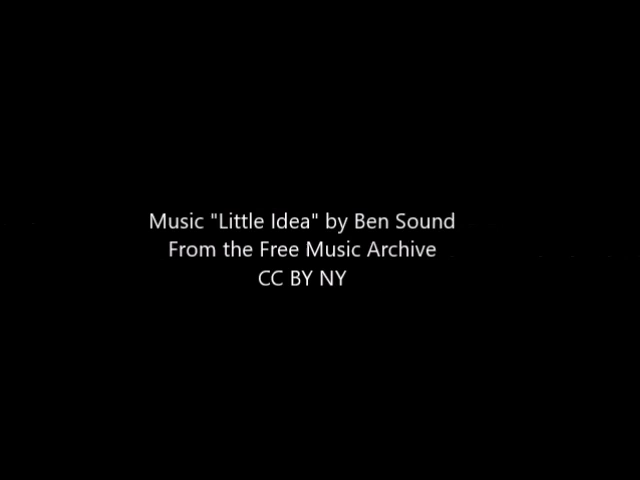 Music "Little Idea" by Ben Sound
From the Free Music Archive
CC BY NY